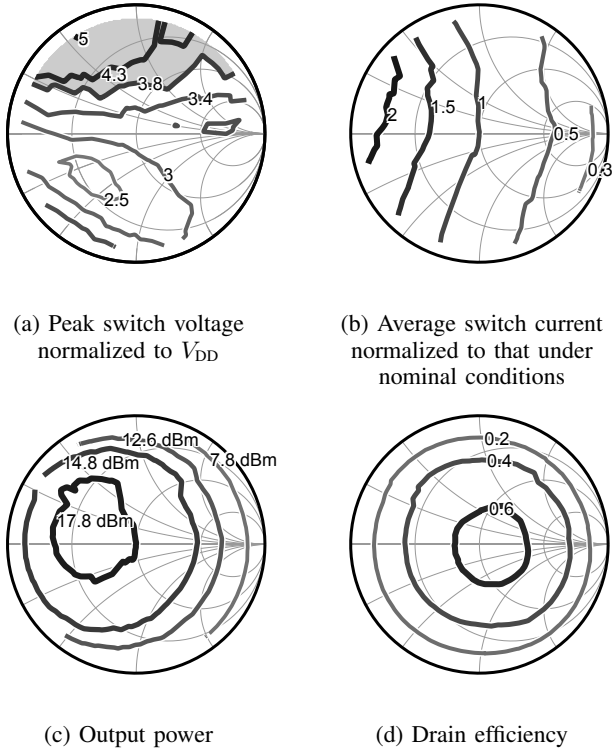 5
4.3
3.8
3.4
3
2.5
2
1.5
1
0.5
0.3
(a) Peak switch voltage
normalized to V_DD
(b) Average switch current
normalized to that under
nominal conditions
12.6 dBm
14.8 dBm
7.8 dBm
17.8 dBm
0.2
0.4
0.6
(c) Output power
(d) Drain efficiency